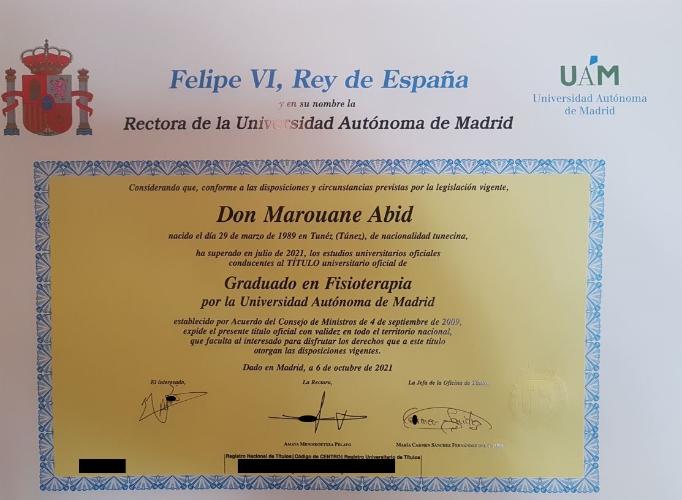 Felipe VI, Rey de España
y en su nombre la
Rectora de la Universidad Autónoma de Madrid
UAM
Universidad Autónoma
de Madrid
Considerando que, conforme a las disposiciones y circunstancias previstas por la legislación vigente,
Don Marouane Abid
nacido el día 29 de marzo de 1989 en Tunéz (Túnez), de nacionalidad tunecina,
ha superado en julio de 2021, los estudios universitarios oficiales
conducentes al TÍTULO universitario oficial de
Graduado en Fisioterapia
por la Universidad Autónoma de Madrid
establecido por Acuerdo del Consejo de Ministros de 4 de septiembre de 2009,
expide el presente título oficial con validez en todo el territorio nacional,
que faculta al interesado para disfrutar los derechos que a este título
otorgan las disposiciones vigentes.
Dado en Madrid, a 6 de octubre de 2021
El interesado,
La Rectora,
La Jefa de la Oficina de Títulos,
Amaya Mendikoetxea Pelayo
María Carmen Sánchez Fernández
Registro Nacional de Títulos| Código de CENTRO| Registro Universitario de Títulos|